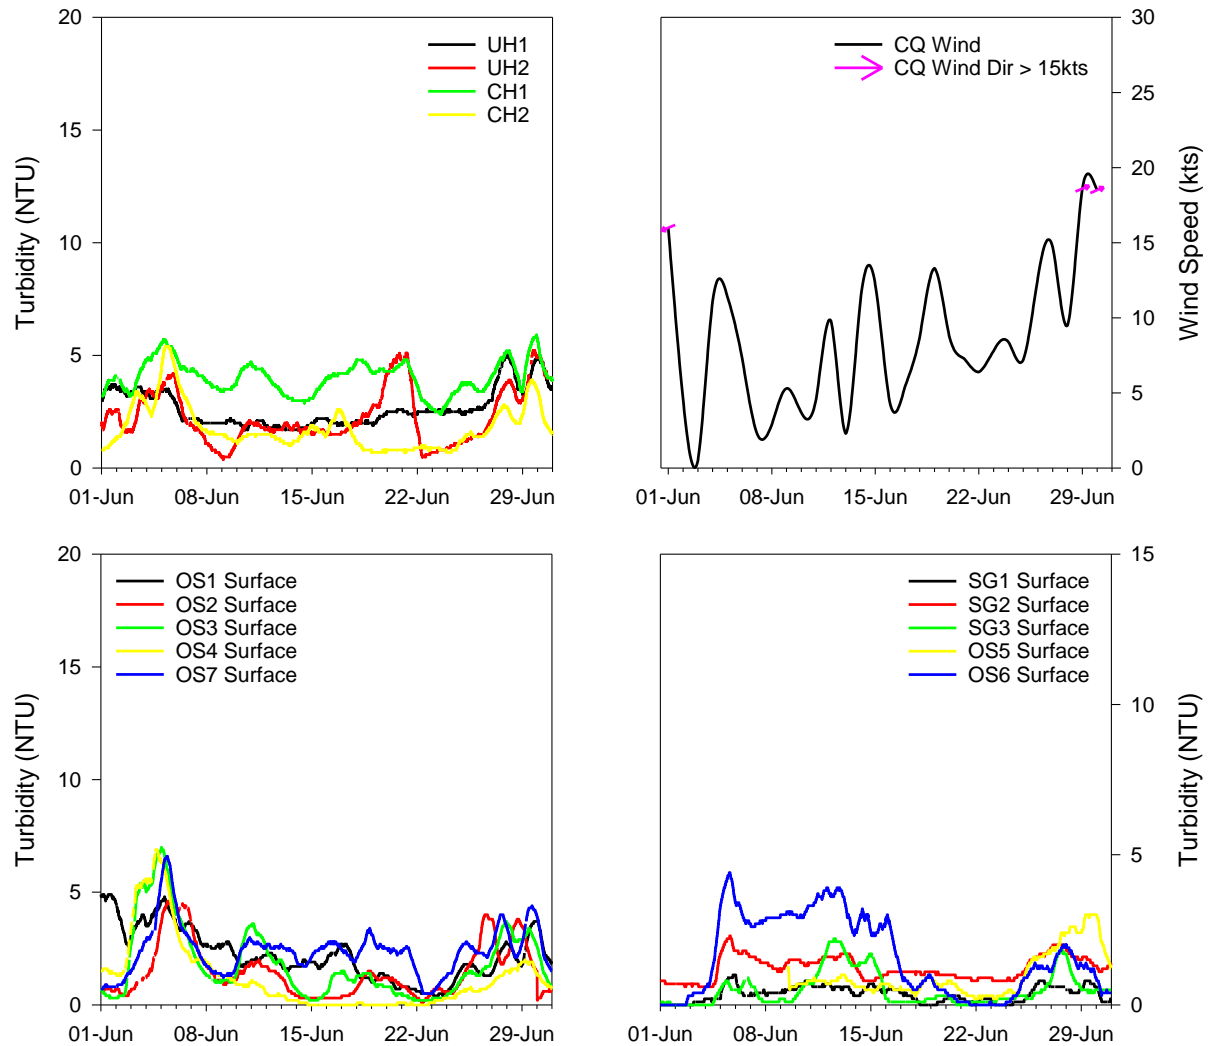 20
15
10
5
0
Turbidity (NTU)
UH1
UH2
CH1
CH2
01-Jun 08-Jun 15-Jun 22-Jun 29-Jun
CQ Wind
CQ Wind Dir > 15kts
30
25
20
15
10
5
0
Wind Speed (kts)
01-Jun 08-Jun 15-Jun 22-Jun 29-Jun
20
15
10
5
0
Turbidity (NTU)
OS1 Surface
OS2 Surface
OS3 Surface
OS4 Surface
OS7 Surface
01-Jun 08-Jun 15-Jun 22-Jun 29-Jun
SG1 Surface
SG2 Surface
SG3 Surface
OS5 Surface
OS6 Surface
15
10
5
0
Turbidity (NTU)
01-Jun 08-Jun 15-Jun 22-Jun 29-Jun